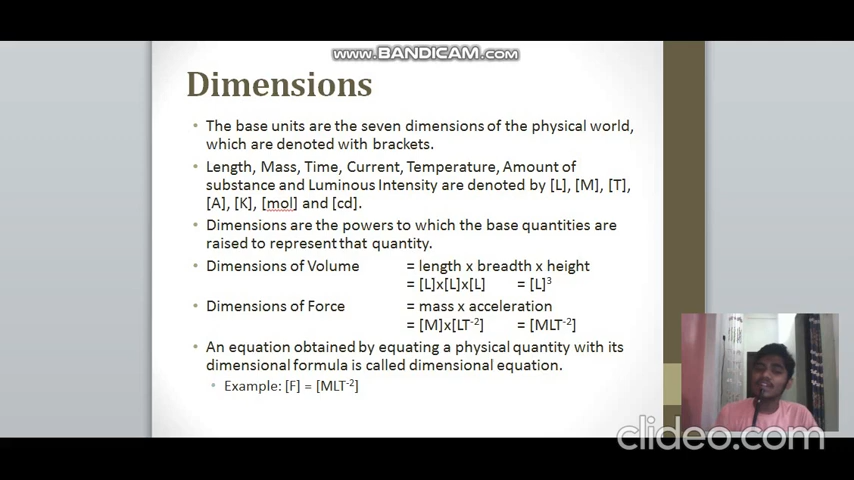 WWW.BANDICAM.COM
Dimensions
• The base units are the seven dimensions of the physical world,
which are denoted with brackets.
• Length, Mass, Time, Current, Temperature, Amount of
substance and Luminous Intensity are denoted by [L], [M], [T],
[A], [K], [mol] and [cd].
• Dimensions are the powers to which the base quantities are
raised to represent that quantity.
• Dimensions of Volume = length x breadth x height
= [L]x[L]x[L] = [L]³
• Dimensions of Force = mass x acceleration
= [M]x[LT⁻²] = [MLT⁻²]
• An equation obtained by equating a physical quantity with its
dimensional formula is called dimensional equation.
• Example: [F] = [MLT⁻²]
clideo.com